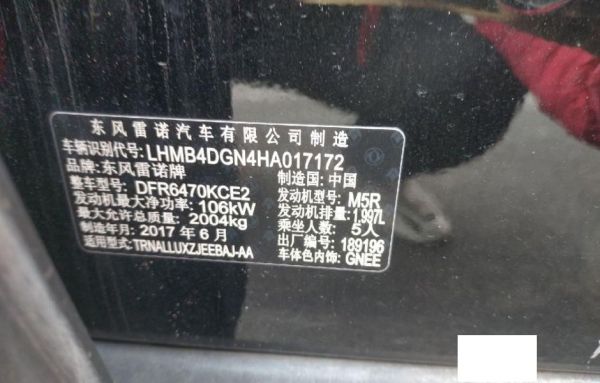 东风雷诺汽车有限公司制造
车辆识别代号: LHMB4DGN4HA017172
品牌: 东风雷诺牌 制造国: 中国
整车型号: DFR6470KCE2 发动机型号: M5R
发动机最大净功率: 106kW 发动机排量: 1.997L
最大允许总质量: 2004kg 乘坐人数: 5人
制造年月: 2017年6月 出厂编号: 189196
适用型式: TRNALLUXZJEEBAJ-AA 车体色内饰: GNEE